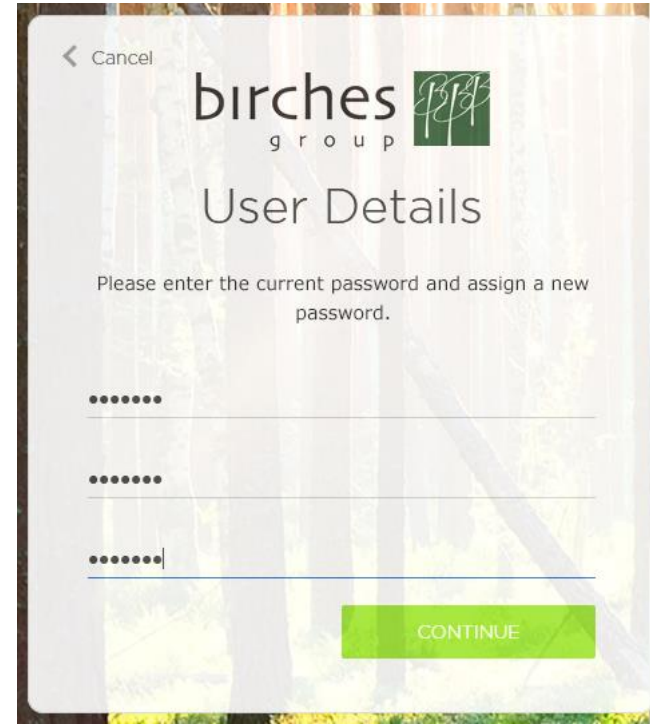 Cancel
birches
group
User Details
Please enter the current password and assign a new
password.
•••••••
•••••••
•••••••
CONTINUE